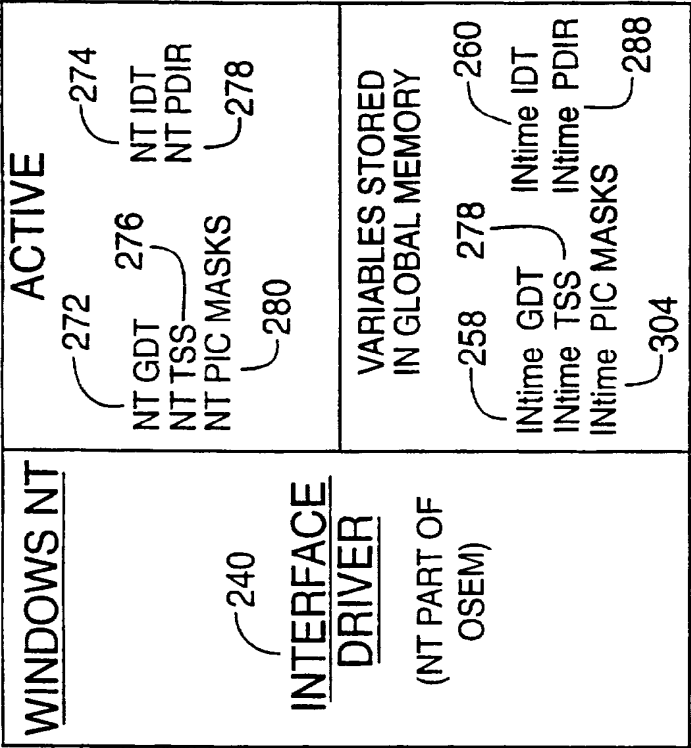 WINDOWS NT
240
INTERFACE
DRIVER
(NT PART OF
OSEM)
ACTIVE
272
274
NT GDT
NT IDT
NT TSS
276
NT PDIR
NT PIC MASKS
278
280
VARIABLES STORED
IN GLOBAL MEMORY
258
278
260
INtime GDT
INtime IDT
INtime TSS
INtime PDIR
INtime PIC MASKS
288
304